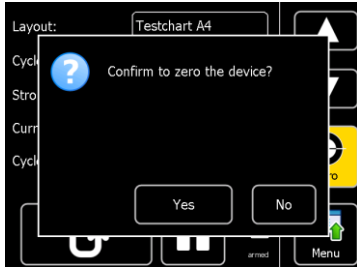 Layout:
Testchart A4
Cycl
Confirm to zero the device?
Stro
Curr
Cycl
ro
Yes
No
armed
Menu